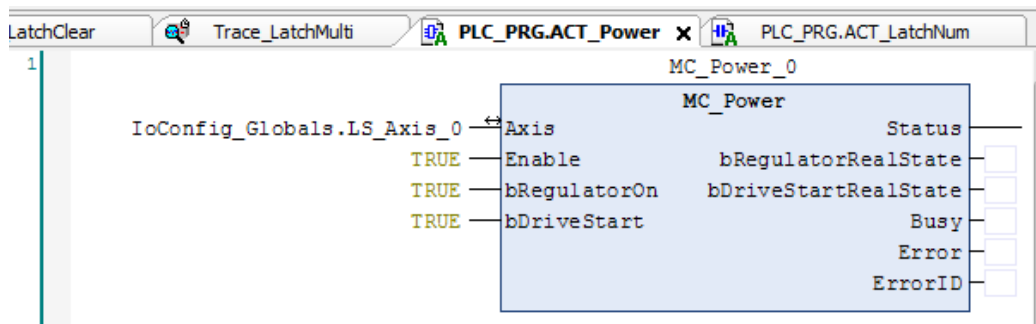 LatchClear Trace_LatchMulti PLC_PRG.ACT_Power X PLC_PRG.ACT_LatchNum
1
MC_Power_0
MC_Power
IoConfig_Globals.LS_Axis_0 Axis Status
TRUE Enable bRegulatorRealState
TRUE bRegulatorOn bDriveStartRealState
TRUE bDriveStart Busy
Error
ErrorID